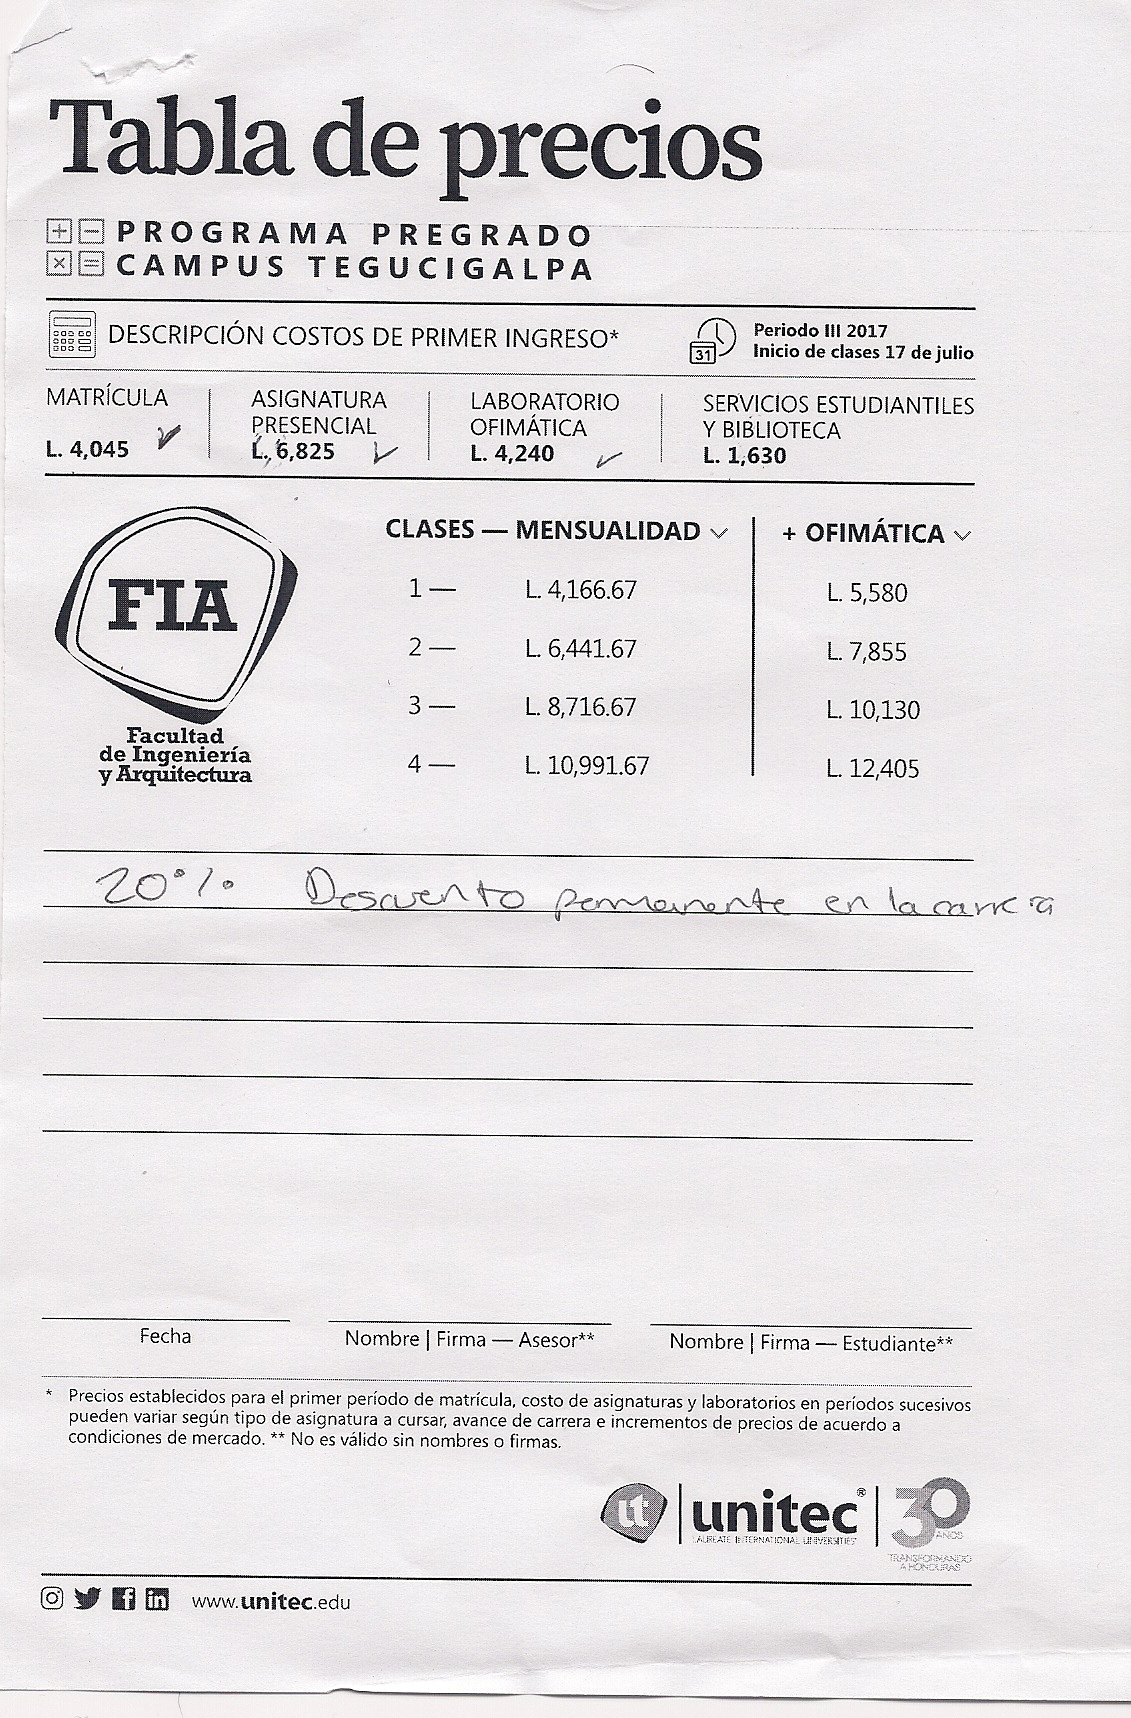 Tabla de precios
PROGRAMA PREGRADO
CAMPUS TEGUCIGALPA
DESCRIPCIÓN COSTOS DE PRIMER INGRESO*
Periodo III 2017
Inicio de clases 17 de julio
31
MATRÍCULA
L. 4,045
ASIGNATURA
PRESENCIAL
L. 6,825
LABORATORIO
OFIMÁTICA
L. 4,240
SERVICIOS ESTUDIANTILES
Y BIBLIOTECA
L. 1,630
FIA
Facultad
de Ingeniería
y Arquitectura
CLASES — MENSUALIDAD + OFIMÁTICA
1 — L. 4,166.67 L. 5,580
2 — L. 6,441.67 L. 7,855
3 — L. 8,716.67 L. 10,130
4 — L. 10,991.67 L. 12,405
20% Descuento permanente en la carrera
Fecha
Nombre | Firma — Asesor**
Nombre | Firma — Estudiante**
* Precios establecidos para el primer período de matrícula, costo de asignaturas y laboratorios en períodos sucesivos
pueden variar según tipo de asignatura a cursar, avance de carrera e incrementos de precios de acuerdo a
condiciones de mercado. ** No es válido sin nombres o firmas.
ut unitec®
LAUREATE INTERNATIONAL UNIVERSITIES
30
AÑOS
TRANSFORMANDO
A HONDURAS
www.unitec.edu